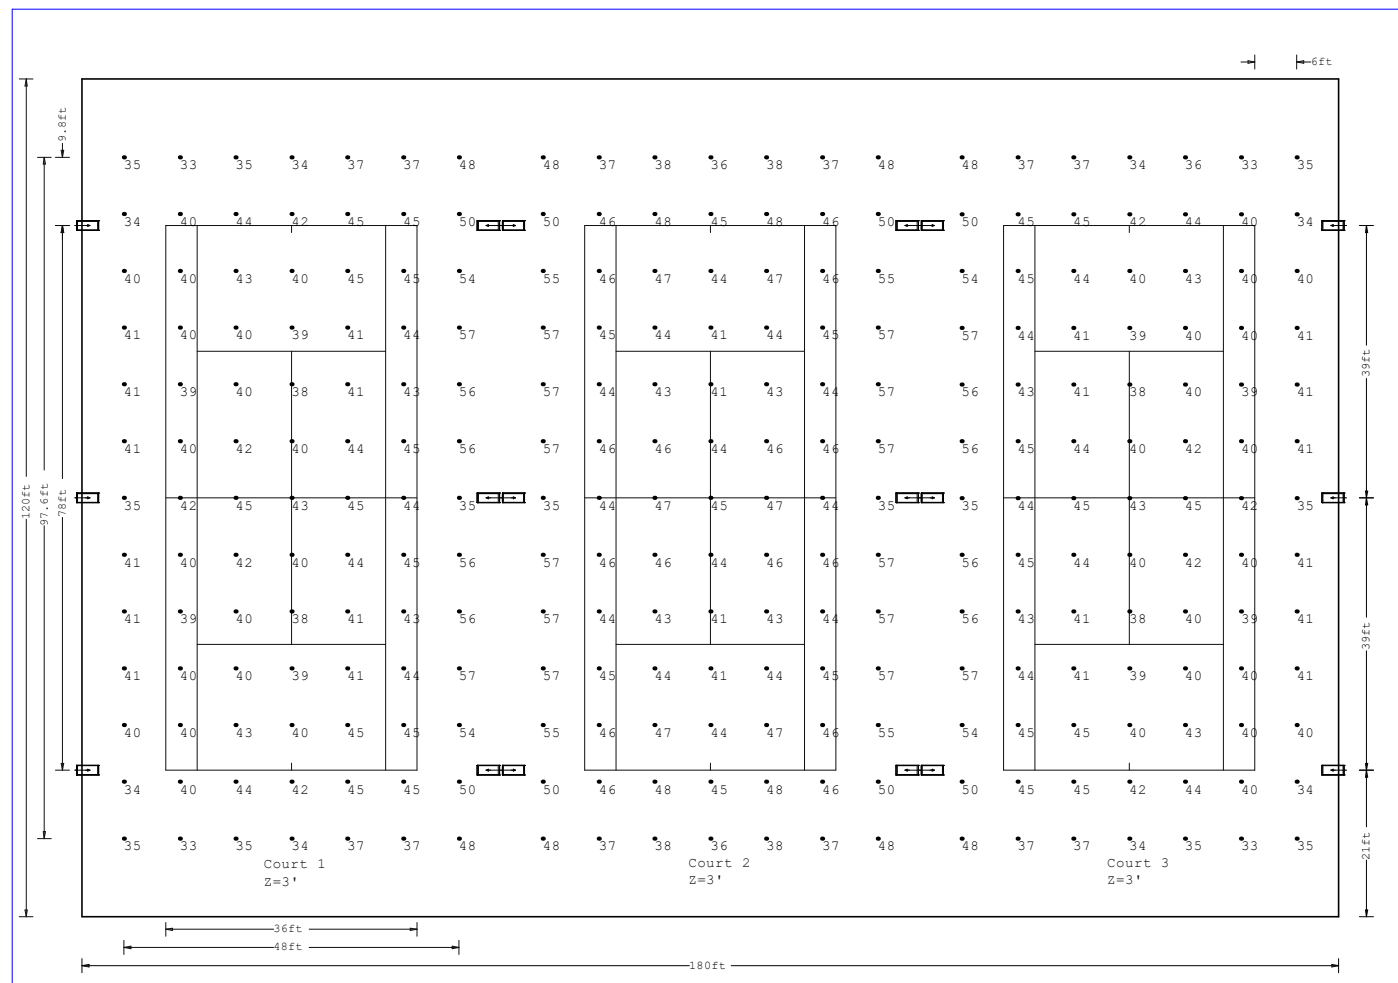 6ft
9.8ft
35 33 35 34 37 37 48 48 37 38 36 38 37 48 48 37 37 34 36 33 35
34 40 44 42 45 45 50 50 46 48 45 48 46 50 50 45 45 42 44 40 34
40 40 43 40 45 45 54 55 46 47 44 47 46 55 54 45 44 40 43 40 40
41 40 40 39 41 44 57 57 45 44 41 44 45 57 57 44 41 39 40 40 41
39ft
41 39 40 38 41 43 56 57 44 43 41 43 44 57 56 43 41 38 40 39 41
41 40 42 40 44 45 56 57 46 46 44 46 46 57 56 45 44 40 42 40 41
120ft
97.6ft
78ft
35 42 45 43 45 44 35 35 44 47 45 47 44 35 35 44 45 43 45 42 35
41 40 42 40 44 45 56 57 46 46 44 46 46 57 56 45 44 40 42 40 41
41 39 40 38 41 43 56 57 44 43 41 43 44 57 56 43 41 38 40 39 41
39ft
41 40 40 39 41 44 57 57 45 44 41 44 45 57 57 44 41 39 40 40 41
40 40 43 40 45 45 54 55 46 47 44 47 46 55 54 45 45 40 43 40 40
34 40 44 42 45 45 50 50 46 48 45 48 46 50 50 45 45 42 44 40 34
35 33 35 34 37 37 48 48 37 38 36 38 37 48 48 37 37 34 35 33 35
21ft
Court 1
Z=3'
Court 2
Z=3'
Court 3
Z=3'
36ft
48ft
180ft